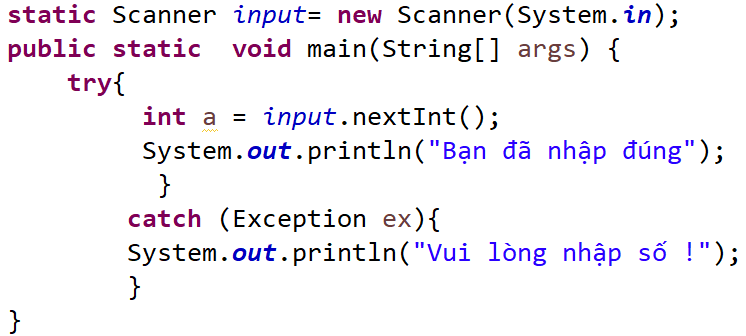 static Scanner input= new Scanner(System.in);
public static  void main(String[] args) {
    try{
         int a = input.nextInt();
         System.out.println("Bạn đã nhập đúng");
          }
        catch (Exception ex){
        System.out.println("Vui lòng nhập số !");
        }
}